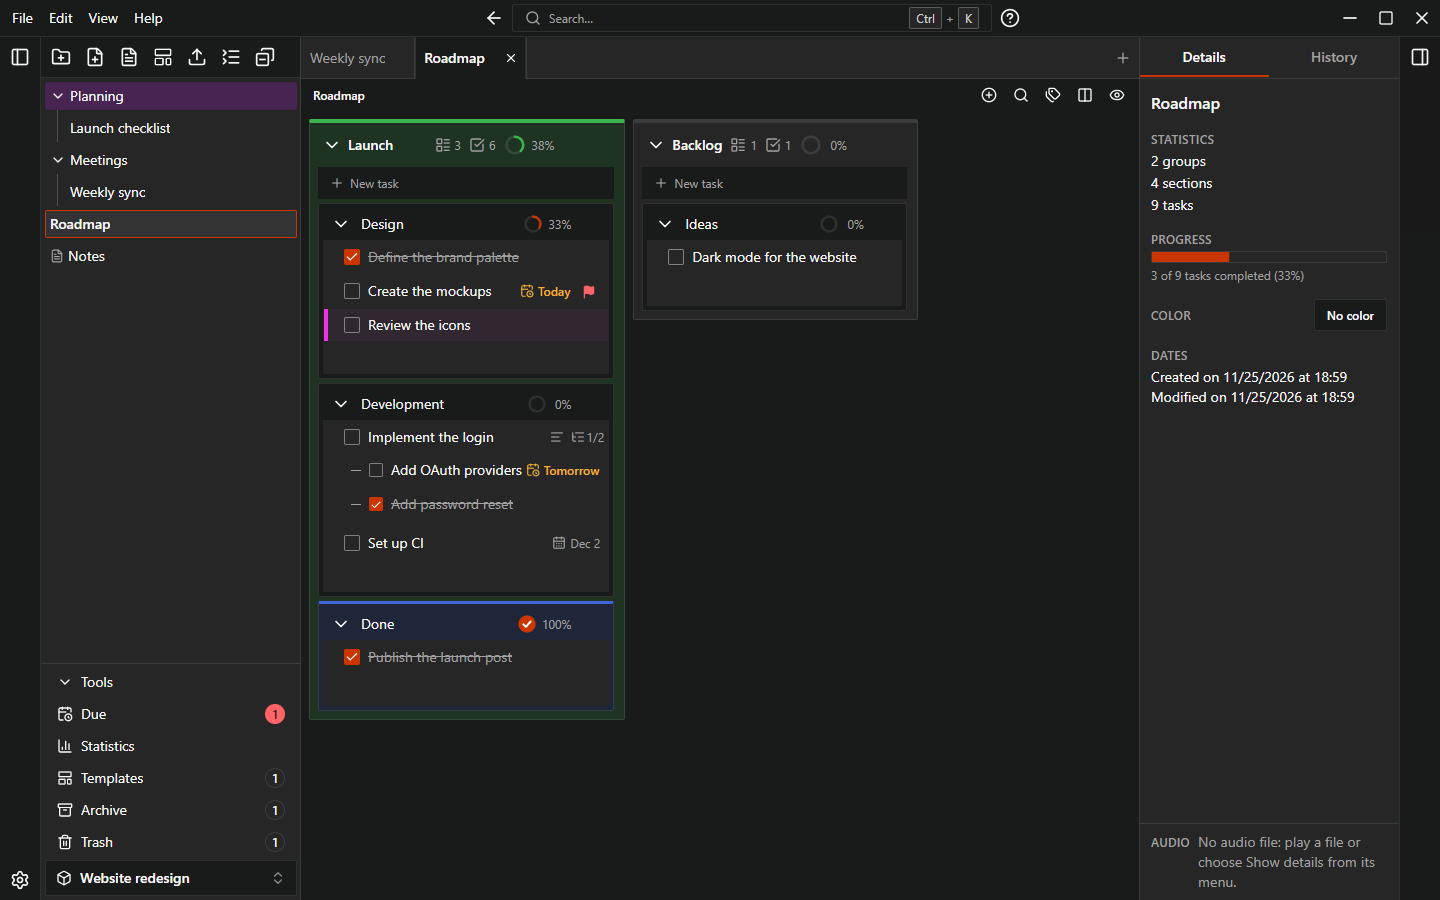 File Edit View Help
Search...
Ctrl + K
Planning
Launch checklist
Meetings
Weekly sync
Roadmap
Notes
Tools
Due 1
Statistics
Templates 1
Archive 1
Trash 1
Website redesign
Weekly sync
Roadmap
Roadmap
Launch 3 6 38%
New task
Design 33%
Define the brand palette
Create the mockups Today
Review the icons
Development 0%
Implement the login 1/2
Add OAuth providers Tomorrow
Add password reset
Set up CI Dec 2
Done 100%
Publish the launch post
Backlog 1 1 0%
New task
Ideas 0%
Dark mode for the website
Details History
Roadmap
STATISTICS
2 groups
4 sections
9 tasks
PROGRESS
3 of 9 tasks completed (33%)
COLOR No color
DATES
Created on 11/25/2026 at 18:59
Modified on 11/25/2026 at 18:59
AUDIO No audio file: play a file or
choose Show details from its
menu.